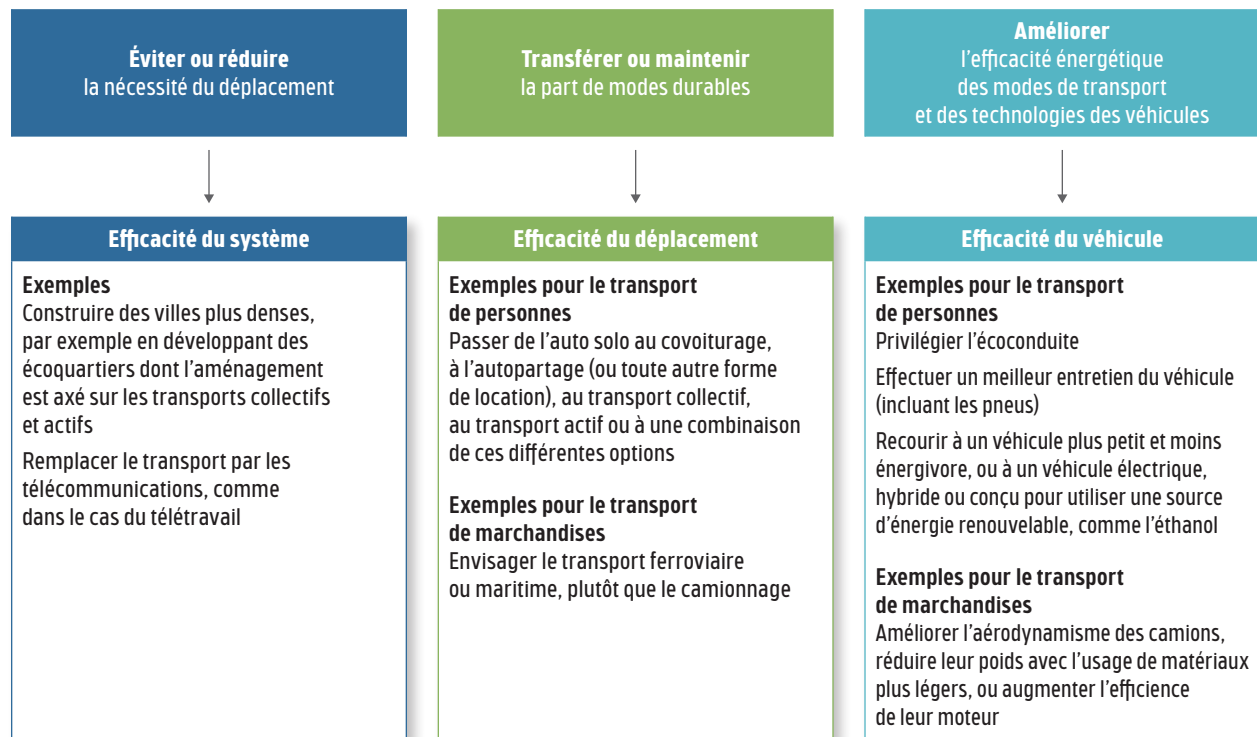 Éviter ou réduire
la nécessité du déplacement
Transférer ou maintenir
la part de modes durables
Améliorer
l'efficacité énergétique
des modes de transport
et des technologies des véhicules
Efficacité du système
Exemples
Construire des villes plus denses,
par exemple en développant des
écoquartiers dont l'aménagement
est axé sur les transports collectifs
et actifs
Remplacer le transport par les
télécommunications, comme
dans le cas du télétravail
Efficacité du déplacement
Exemples pour le transport
de personnes
Passer de l'auto solo au covoiturage,
à l'autopartage (ou toute autre forme
de location), au transport collectif,
au transport actif ou à une combinaison
de ces différentes options
Exemples pour le transport
de marchandises
Envisager le transport ferroviaire
ou maritime, plutôt que le camionnage
Efficacité du véhicule
Exemples pour le transport
de personnes
Privilégier l'écoconduite
Effectuer un meilleur entretien du véhicule
(incluant les pneus)
Recourir à un véhicule plus petit et moins
énergivore, ou à un véhicule électrique,
hybride ou conçu pour utiliser une source
d'énergie renouvelable, comme l'éthanol
Exemples pour le transport
de marchandises
Améliorer l'aérodynamisme des camions,
réduire leur poids avec l'usage de matériaux
plus légers, ou augmenter l'efficience
de leur moteur